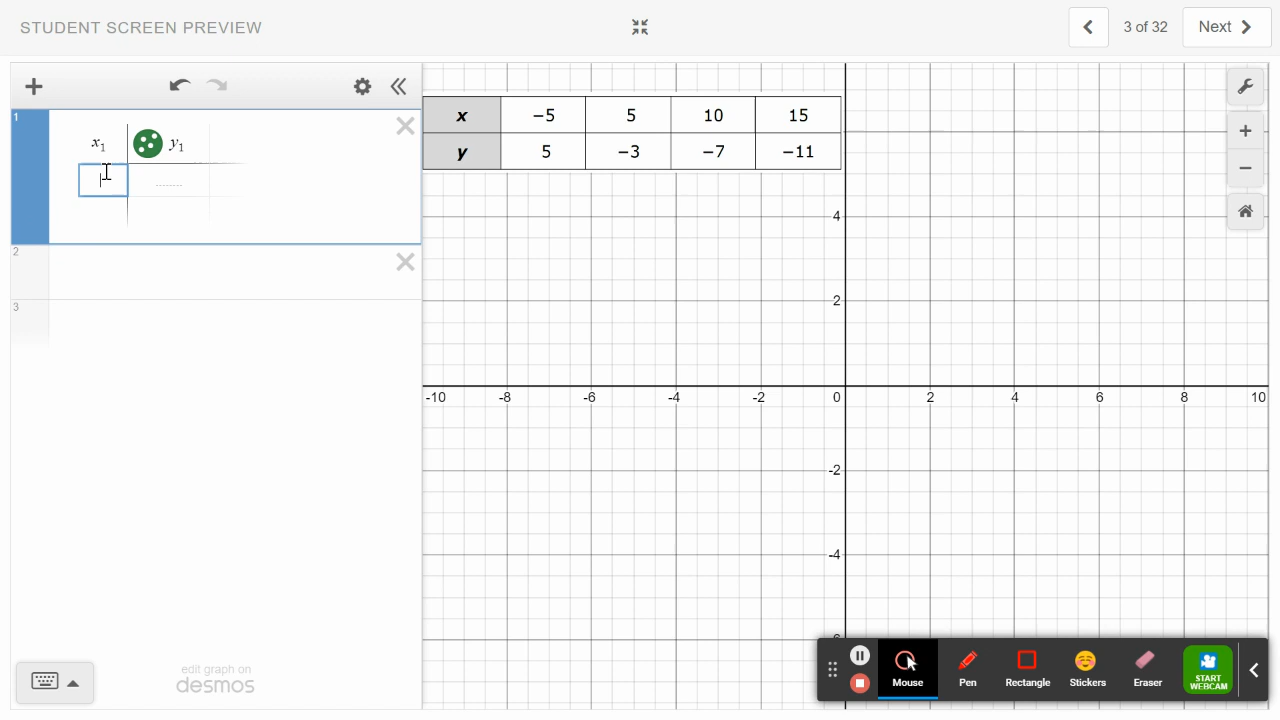 STUDENT SCREEN PREVIEW
3 of 32
Next
1
x₁ y₁
2
3
x −5 5 10 15
y 5 −3 −7 −11
4
2
-10 -8 -6 -4 -2 0 2 4 6 8 10
-2
-4
edit graph on
desmos
Mouse Pen Rectangle Stickers Eraser START WEBCAM